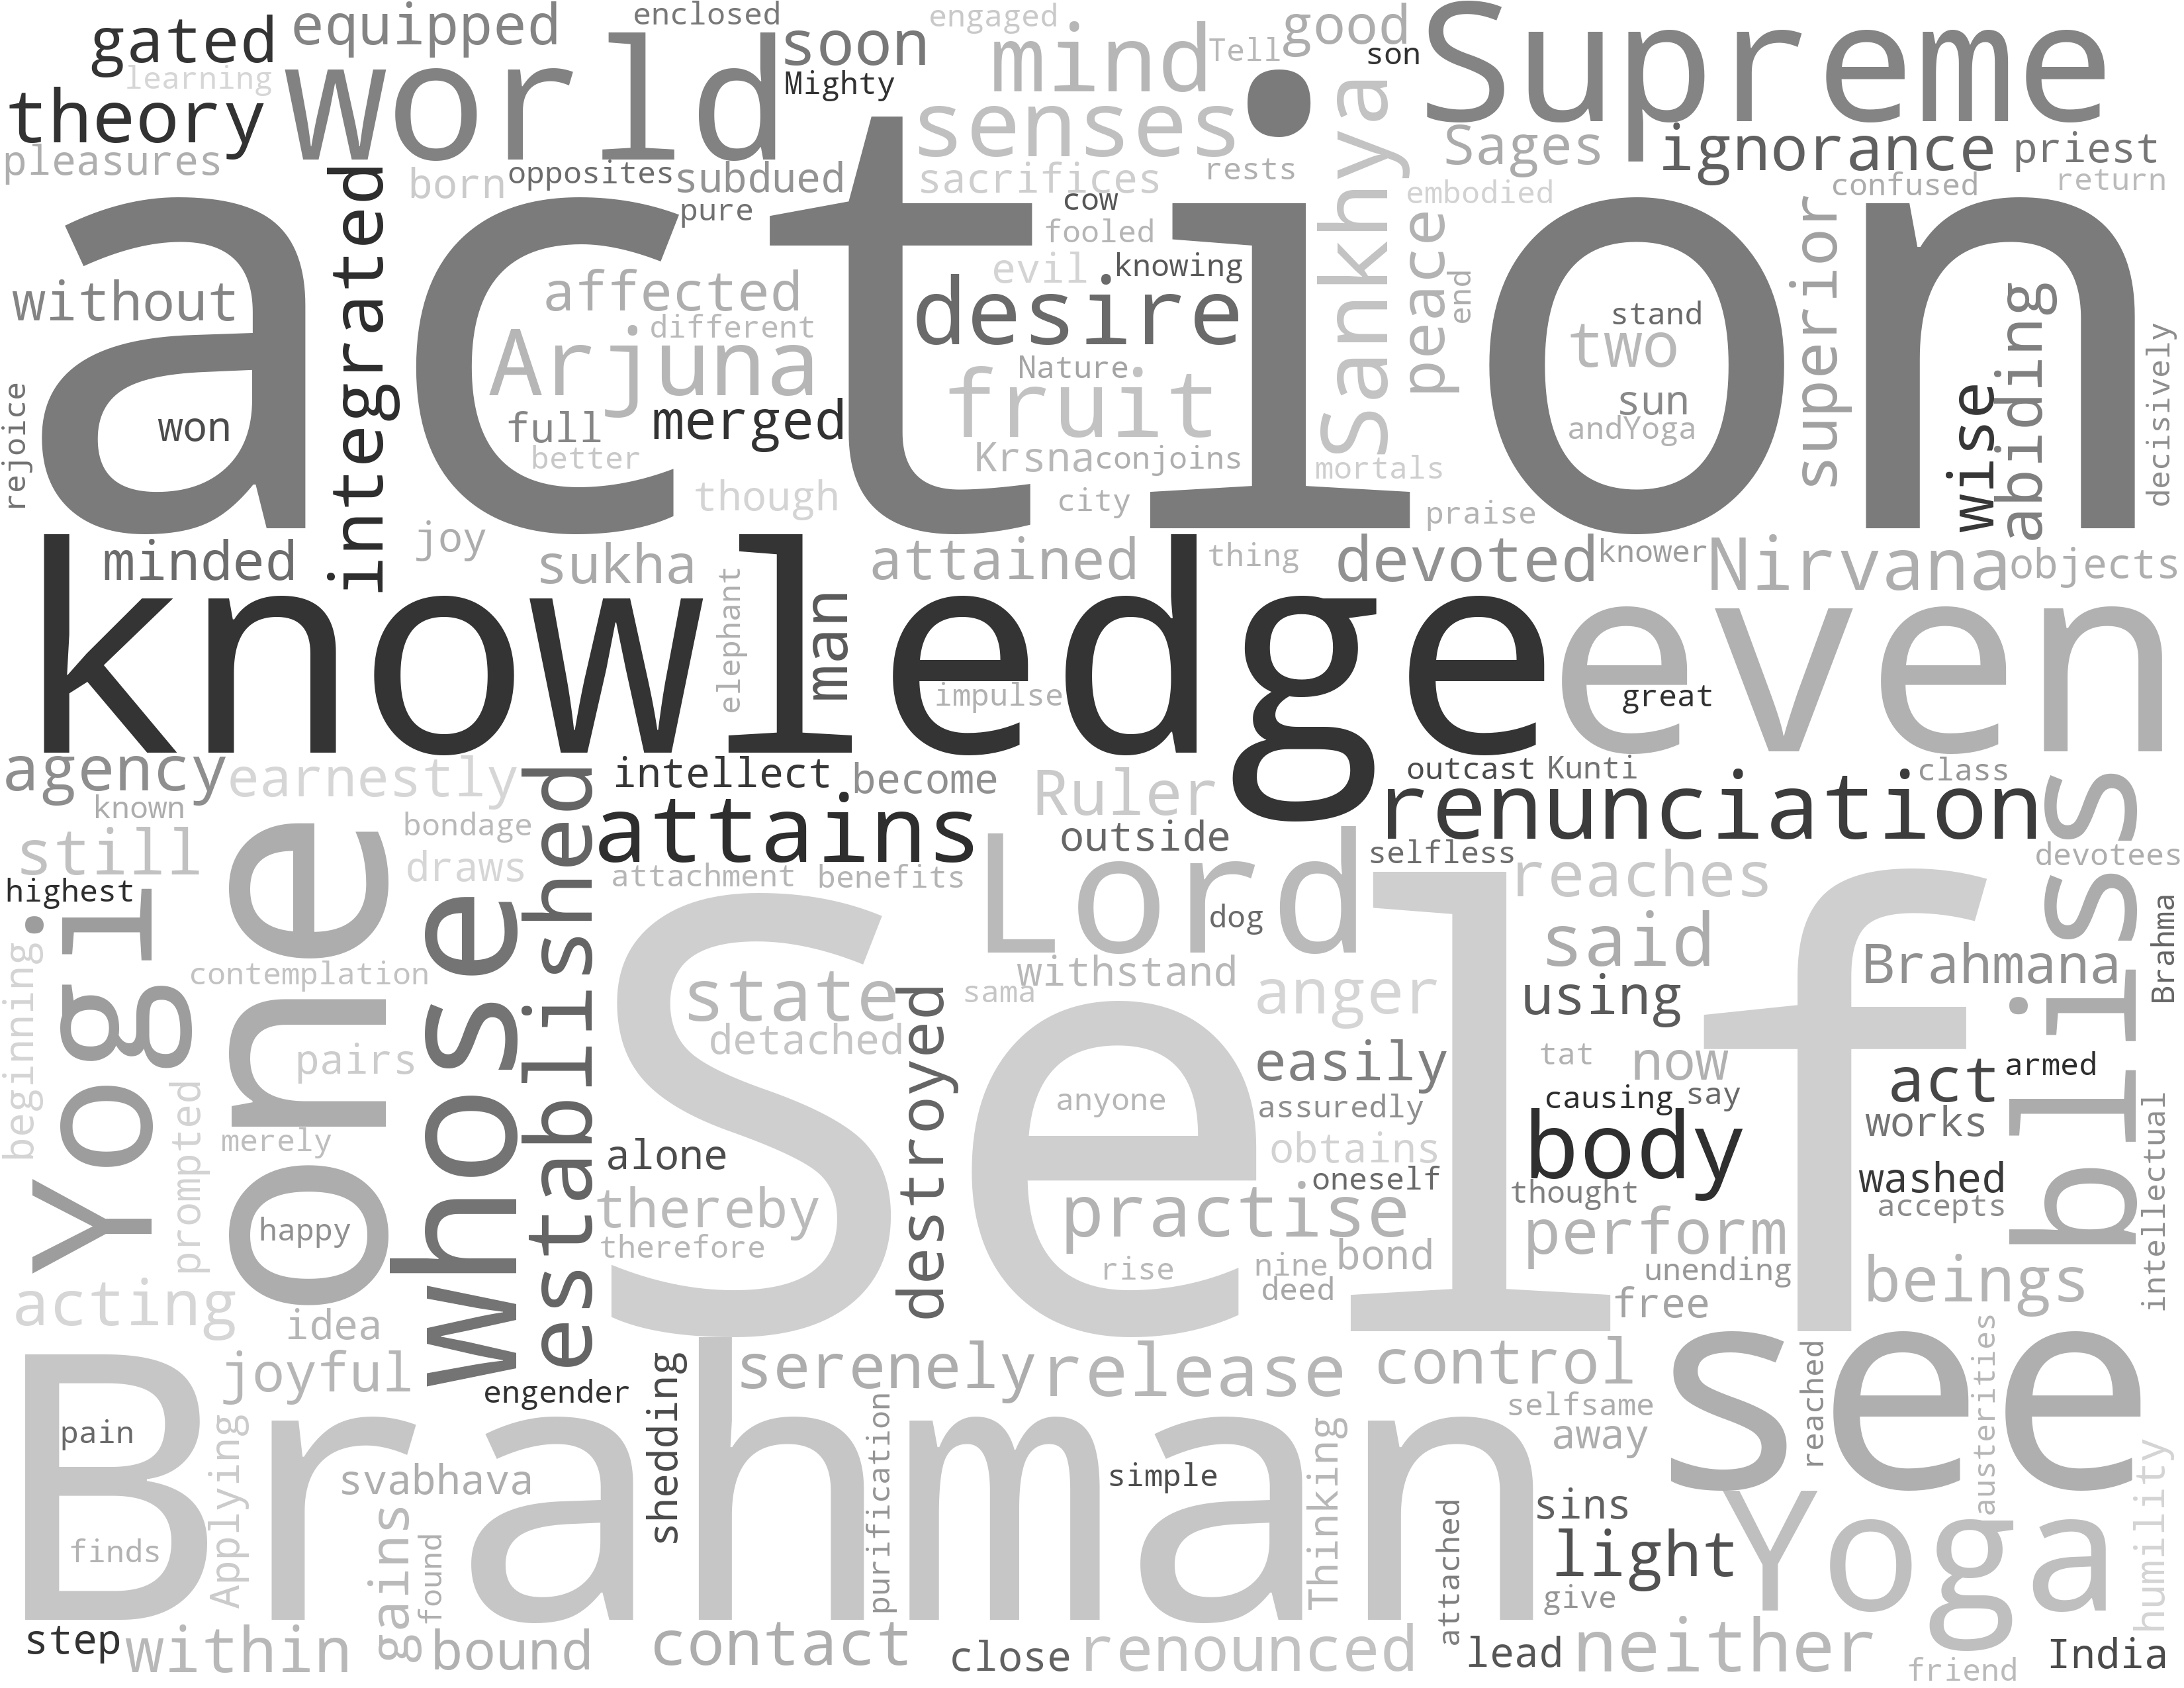 enclosed
engaged
gated
equipped
soon
mind
Tell
good
son
Supreme
learning
world
Mighty
theory
senses
Sankhya
Sages
ignorance
priest
pleasures
integrated
born
opposites
subdued
sacrifices
rests
embodied
confused
return
pure
cow
action
fooled
peace
superior
without
affected
evil
knowing
desire
end
abiding
stand
different
Arjuna
two
decisively
Nature
fruit
rejoice
won
full
merged
sun
wise
andYoga
better
Krsna
conjoins
mortals
though
city
praise
minded
joy
sukha
attained
thing
devoted
knower
Nirvana
objects
knowledge
even
elephant
man
impulse
great
agency
earnestly
established
intellect
become
Ruler
outcast
Kunti
class
known
bondage
attains
renunciation
bliss
still
one
outside
Lord
selfless
devotees
draws
attachment
benefits
reaches
highest
Yogi
whose
Self
dog
said
Brahma
beginning
contemplation
state
withstand
sama
anger
using
Brahmana
detached
destroyed
pairs
easily
tat
now
act
armed
prompted
anyone
assuredly
causing
say
intellectual
merely
alone
obtains
body
works
oneself
thought
washed
thereby
practise
accepts
happy
therefore
perform
rise
nine
bond
unending
acting
deed
free
beings
idea
joyful
serenely
release
control
see
reached
austerities
engender
shedding
Brahman
selfsame
pain
Applying
purification
Thinking
away
humility
svabhava
simple
Yoga
finds
gains
found
attached
sins
light
give
step
within
bound
contact
close
renounced
lead
neither
friend
India